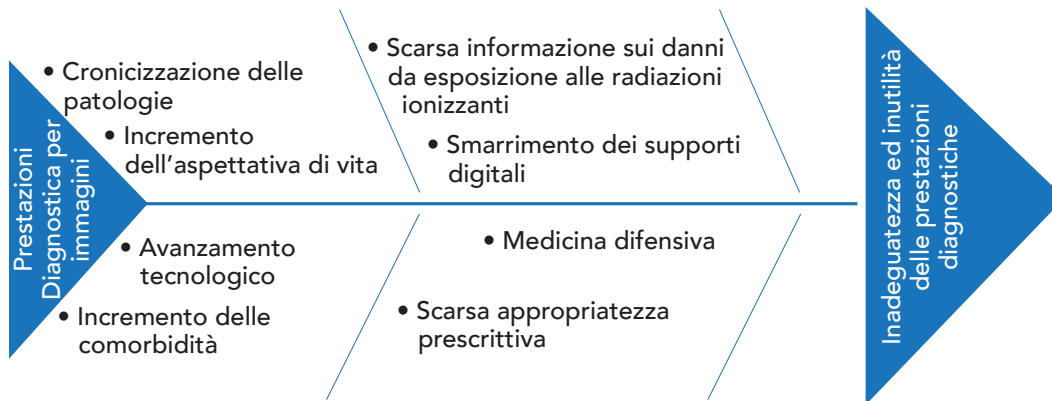 Prestazioni
Diagnostica per
immagini
• Cronicizzazione delle
patologie
• Incremento
dell’aspettativa di vita
• Avanzamento
tecnologico
• Incremento delle
comorbidità
• Scarsa informazione sui danni
da esposizione alle radiazioni
ionizzanti
• Smarrimento dei supporti
digitali
• Medicina difensiva
• Scarsa appropriatezza
prescrittiva
Inadeguatezza ed inutilità
delle prestazioni
diagnostiche